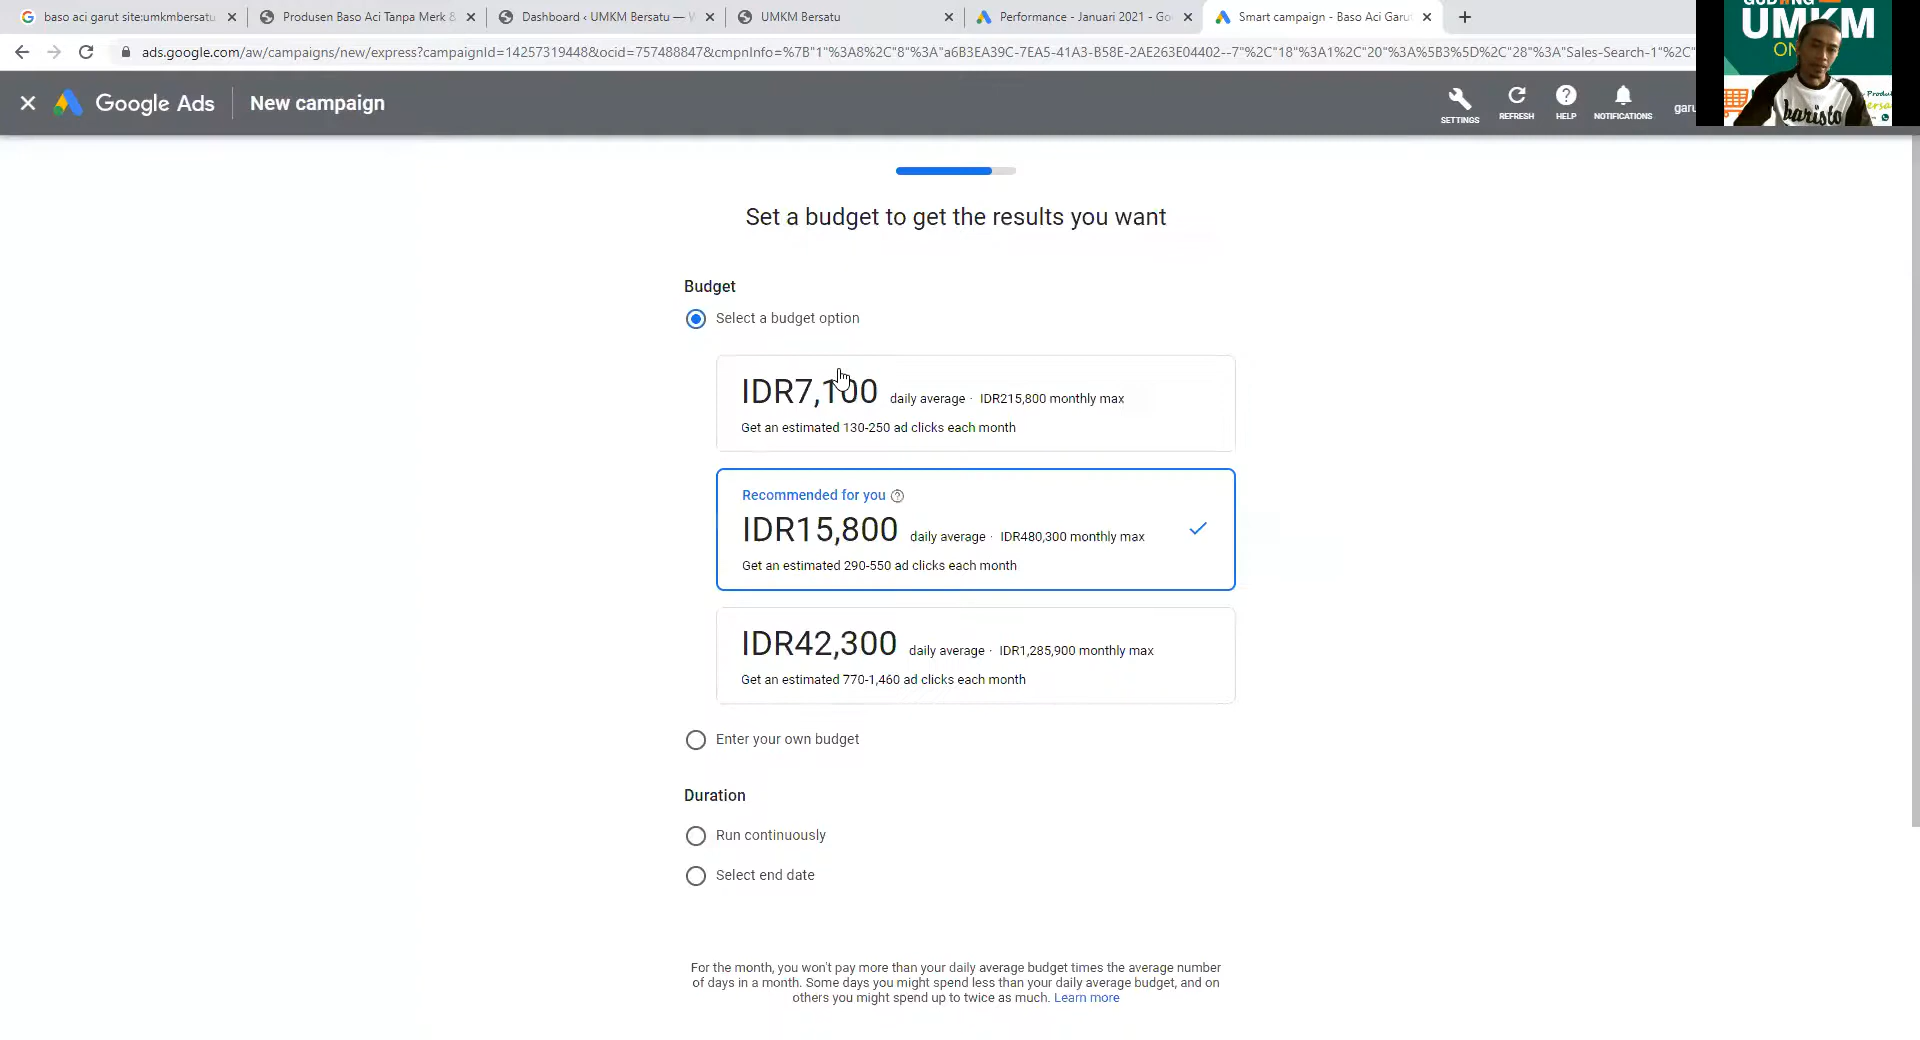 baso aci garut site:umkmbersatu
Produsen Baso Aci Tanpa Merk &
Dashboard ‹ UMKM Bersatu — W
UMKM Bersatu
Performance - Januari 2021 - Go
Smart campaign - Baso Aci Garu
ads.google.com/aw/campaigns/new/express?campaignId=14257319448&ocid=757488847&cmpnInfo=%7B"1"%3A8%2C"8"%3A"a6B3EA39C-7EA5-41A3-B58E-2AE263E04402--7"%2C"18"%3A1%2C"20"%3A%5B3%5D%2C"28"%3A"Sales-Search-1"%2C"
UMKM
baristo
Google Ads
New campaign
SETTINGS
REFRESH
HELP
NOTIFICATIONS
garu
Set a budget to get the results you want
Budget
Select a budget option
IDR7,100 daily average · IDR215,800 monthly max
Get an estimated 130-250 ad clicks each month
Recommended for you
IDR15,800 daily average · IDR480,300 monthly max
Get an estimated 290-550 ad clicks each month
IDR42,300 daily average · IDR1,285,900 monthly max
Get an estimated 770-1,460 ad clicks each month
Enter your own budget
Duration
Run continuously
Select end date
For the month, you won't pay more than your daily average budget times the average number
of days in a month. Some days you might spend less than your daily average budget, and on
others you might spend up to twice as much. Learn more